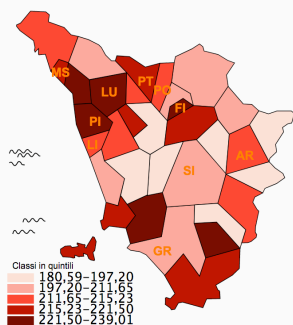 MS
LU
PT
PO
FI
PI
LI
AR
SI
GR
Classi in quintili
180,59-197,20
197,20-211,65
211,65-215,23
215,23-221,50
221,50-239,01